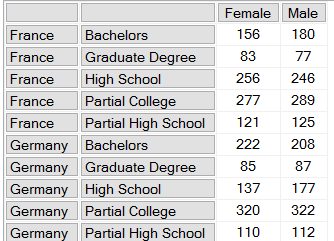 Female Male
France Bachelors 156 180
France Graduate Degree 83 77
France High School 256 246
France Partial College 277 289
France Partial High School 121 125
Germany Bachelors 222 208
Germany Graduate Degree 85 87
Germany High School 137 177
Germany Partial College 320 322
Germany Partial High School 110 112